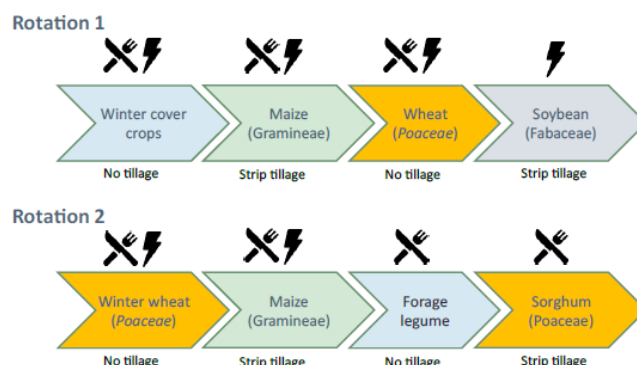 Rotation 1
Winter cover
crops
Maize
(Gramineae)
Wheat
(Poaceae)
Soybean
(Fabaceae)
No tillage
Strip tillage
No tillage
Strip tillage
Rotation 2
Winter wheat
(Poaceae)
Maize
(Gramineae)
Forage
legume
Sorghum
(Poaceae)
No tillage
Strip tillage
No tillage
Strip tillage